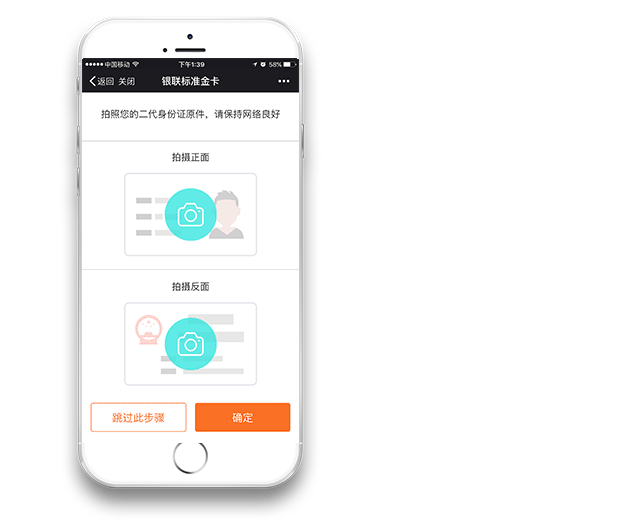 中国移动 下午1:39 58%
返回 关闭 银联标准金卡
拍照您的二代身份证原件，请保持网络良好
拍摄正面
拍摄反面
跳过此步骤 确定